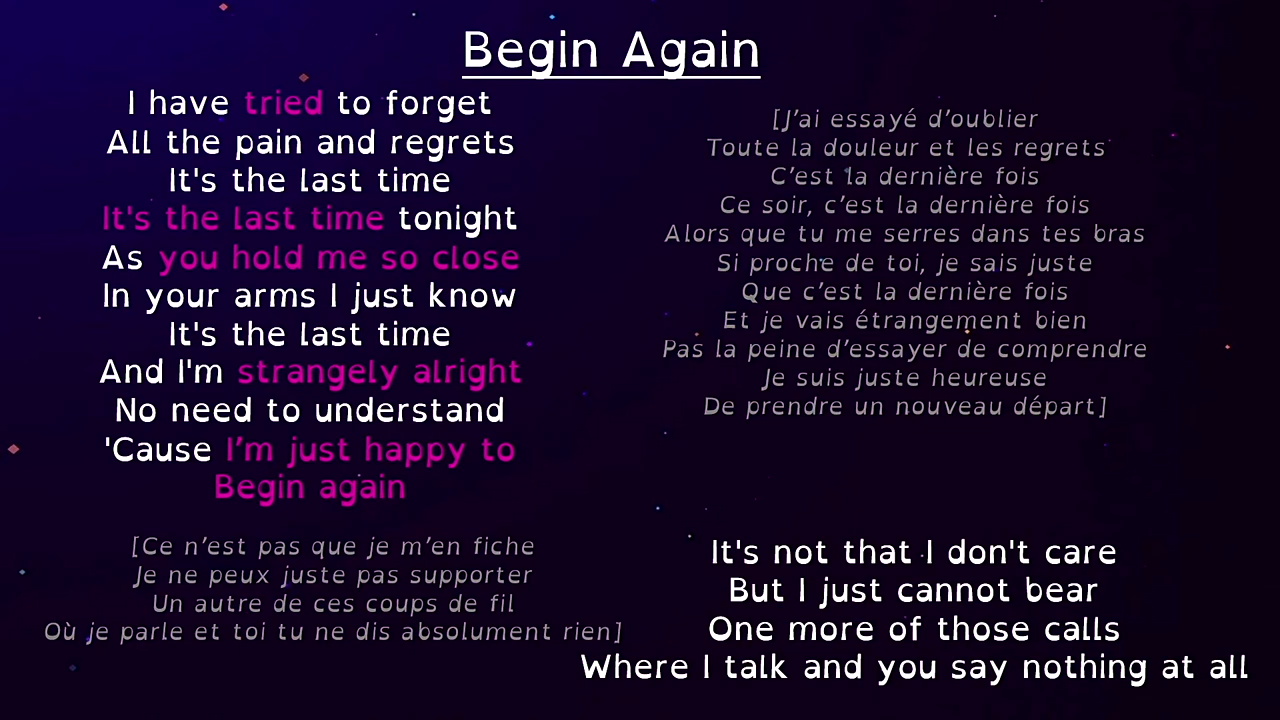 Begin Again
I have tried to forget
All the pain and regrets
It's the last time
It's the last time tonight
As you hold me so close
In your arms I just know
It's the last time
And I'm strangely alright
No need to understand
'Cause I’m just happy to
Begin again
[J’ai essayé d’oublier
Toute la douleur et les regrets
C’est la dernière fois
Ce soir, c’est la dernière fois
Alors que tu me serres dans tes bras
Si proche de toi, je sais juste
Que c’est la dernière fois
Et je vais étrangement bien
Pas la peine d’essayer de comprendre
Je suis juste heureuse
De prendre un nouveau départ]
[Ce n’est pas que je m’en fiche
Je ne peux juste pas supporter
Un autre de ces coups de fil
Où je parle et toi tu ne dis absolument rien]
It's not that I don't care
But I just cannot bear
One more of those calls
Where I talk and you say nothing at all